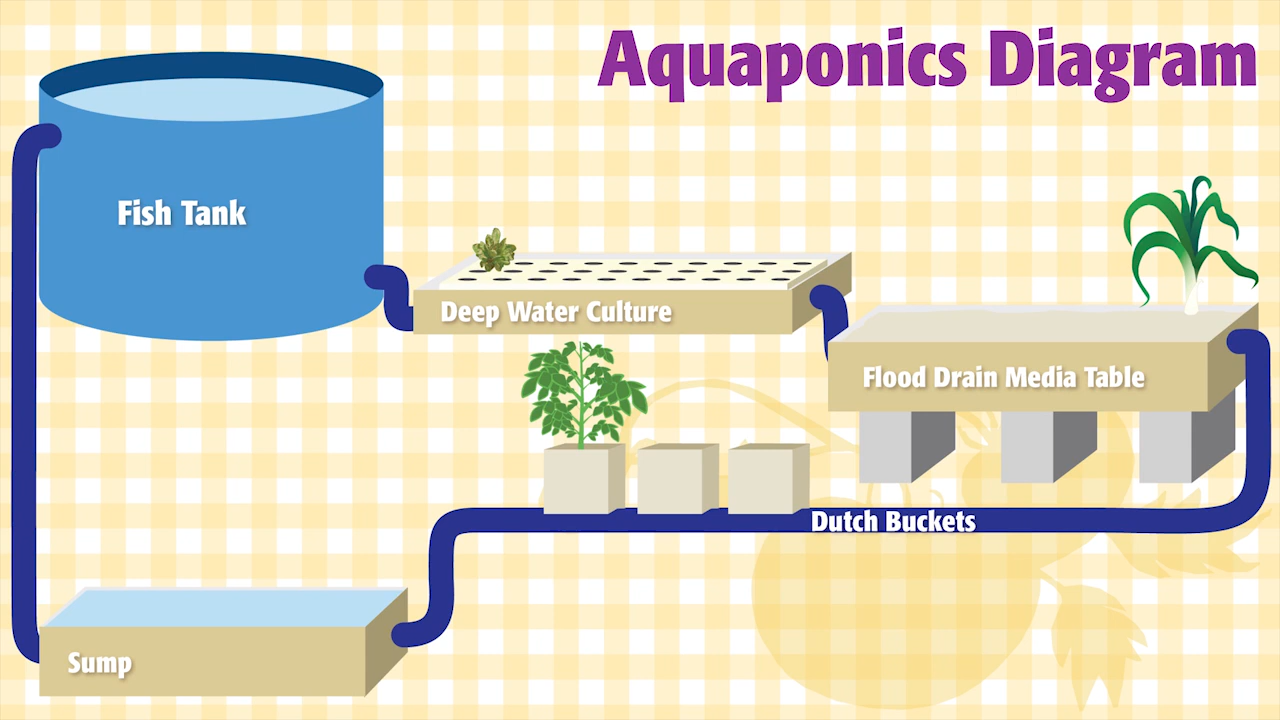 Aquaponics Diagram
Fish Tank
Deep Water Culture
Flood Drain Media Table
Dutch Buckets
Sump